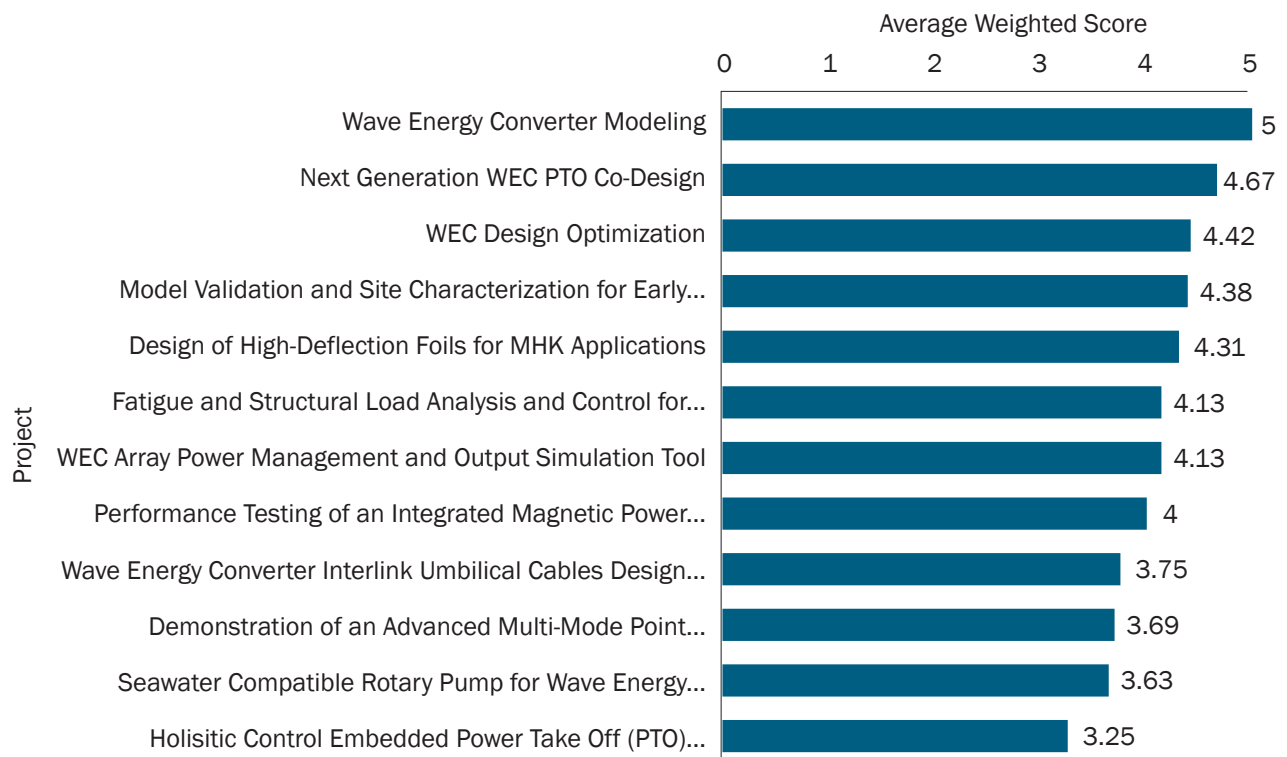 Average Weighted Score
0 1 2 3 4 5
Project
Wave Energy Converter Modeling 5
Next Generation WEC PTO Co-Design 4.67
WEC Design Optimization 4.42
Model Validation and Site Characterization for Early... 4.38
Design of High-Deflection Foils for MHK Applications 4.31
Fatigue and Structural Load Analysis and Control for... 4.13
WEC Array Power Management and Output Simulation Tool 4.13
Performance Testing of an Integrated Magnetic Power... 4
Wave Energy Converter Interlink Umbilical Cables Design... 3.75
Demonstration of an Advanced Multi-Mode Point... 3.69
Seawater Compatible Rotary Pump for Wave Energy... 3.63
Holisitic Control Embedded Power Take Off (PTO)... 3.25